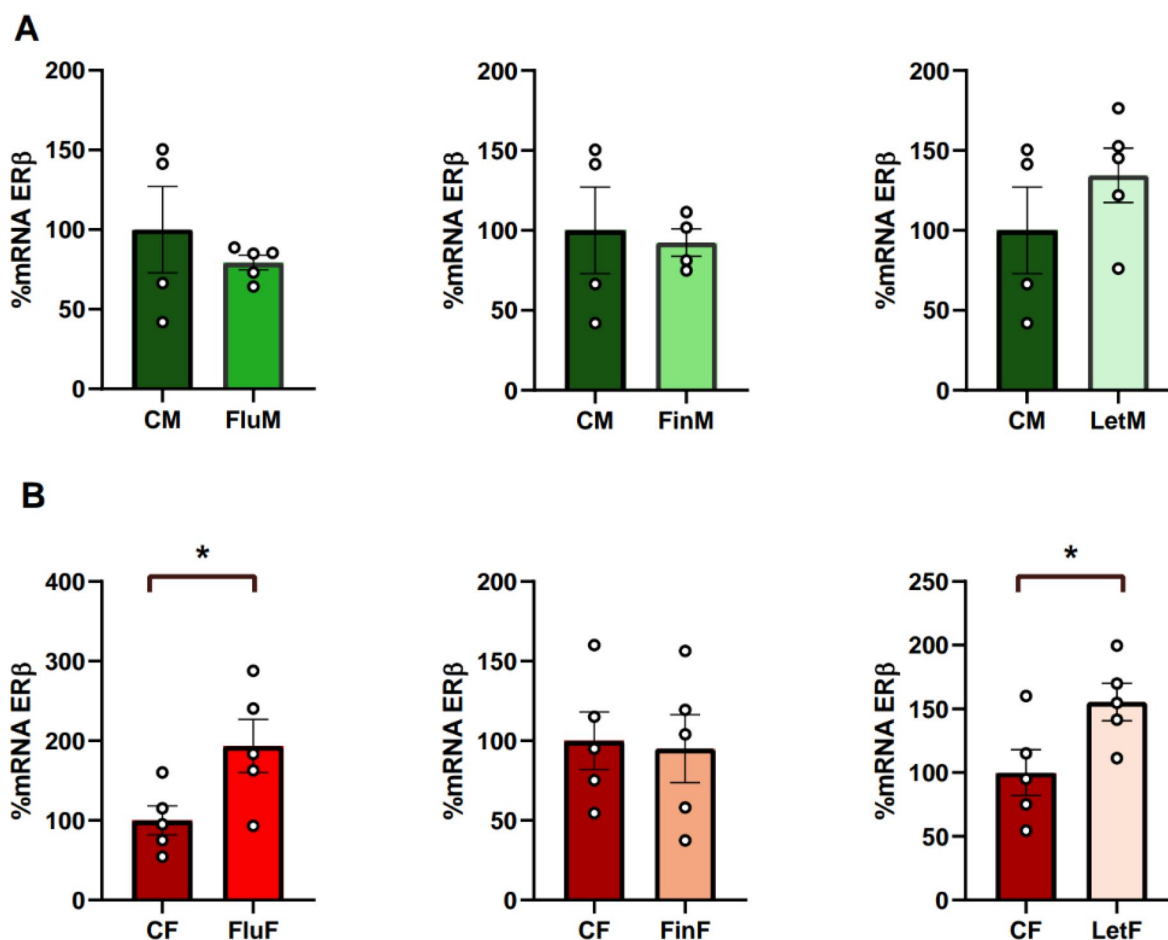 A
%mRNA ERβ
200
150
100
50
0
CM FluM
%mRNA ERβ
200
150
100
50
0
CM FinM
%mRNA ERβ
200
150
100
50
0
CM LetM
B
%mRNA ERβ
400
300
200
100
0
*
CF FluF
%mRNA ERβ
200
150
100
50
0
CF FinF
%mRNA ERβ
250
200
150
100
50
0
*
CF LetF